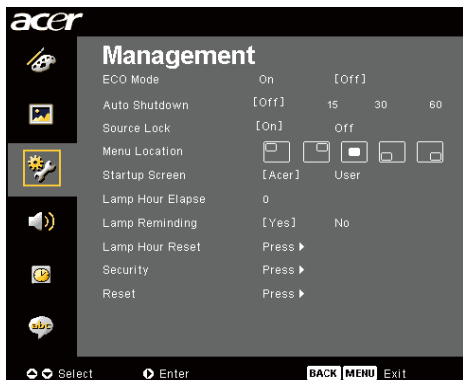 acer
Management
ECO Mode On [Off]
Auto Shutdown [Off] 15 30 60
Source Lock [On] Off
Menu Location
Startup Screen [Acer] User
Lamp Hour Elapse 0
Lamp Reminding [Yes] No
Lamp Hour Reset Press
Security Press
Reset Press
abc
Select Enter BACK MENU Exit